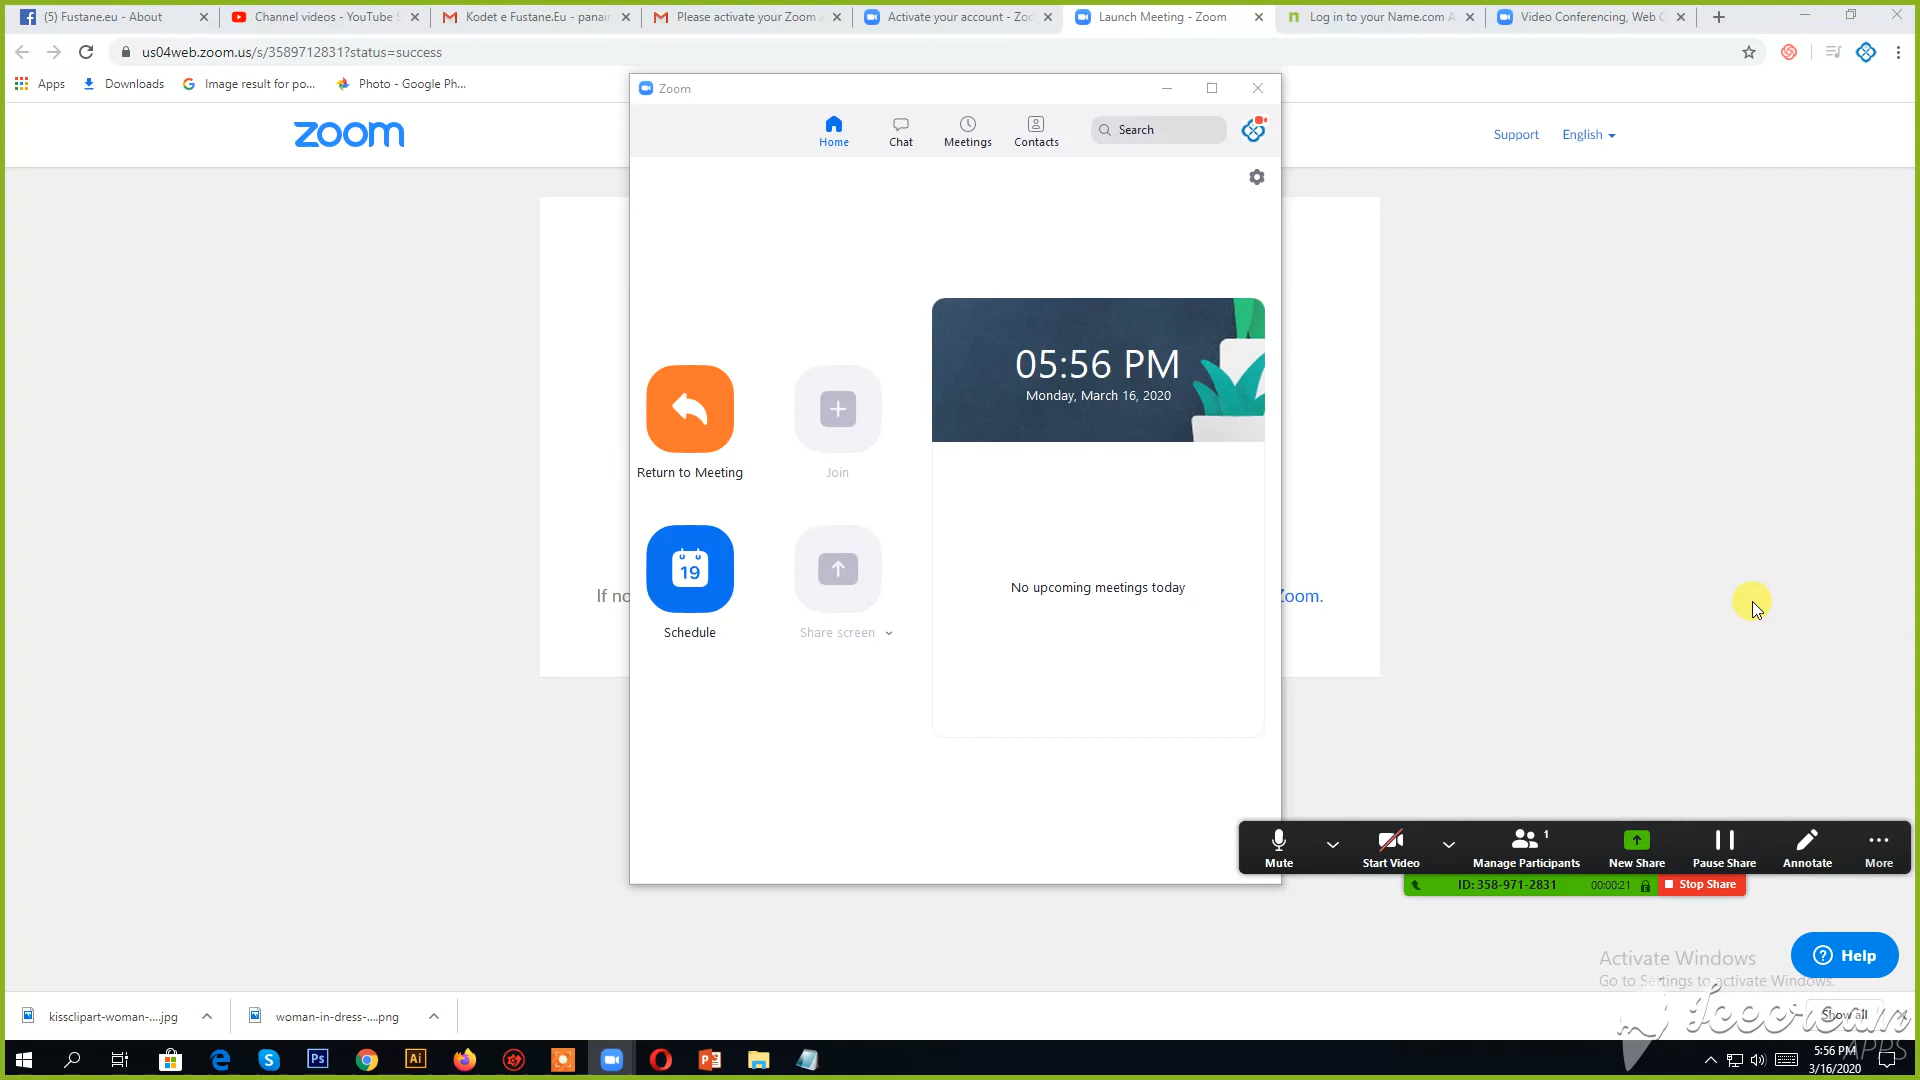 (5) Fustane.eu - About
Channel videos - YouTube S
Kodet e Fustane.Eu - panair
Please activate your Zoom a
Activate your account - Zoo
Launch Meeting - Zoom
Log in to your Name.com A
Video Conferencing, Web C
us04web.zoom.us/s/3589712831?status=success
Apps
Downloads
Image result for po...
Photo - Google Ph...
zoom
Support
English
Zoom
Home
Chat
Meetings
Contacts
Search
05:56 PM
Monday, March 16, 2020
Return to Meeting
Join
19
Schedule
Share screen
No upcoming meetings today
If no
Zoom.
Mute
Start Video
1
Manage Participants
New Share
Pause Share
Annotate
More
ID: 358-971-2831
00:00:21
Stop Share
Activate Windows
Go to Settings to activate Windows.
Help
kissclipart-woman-....jpg
woman-in-dress-....png
Show all
Icecream
APPS
Ps
Ai
5:56 PM
3/16/2020